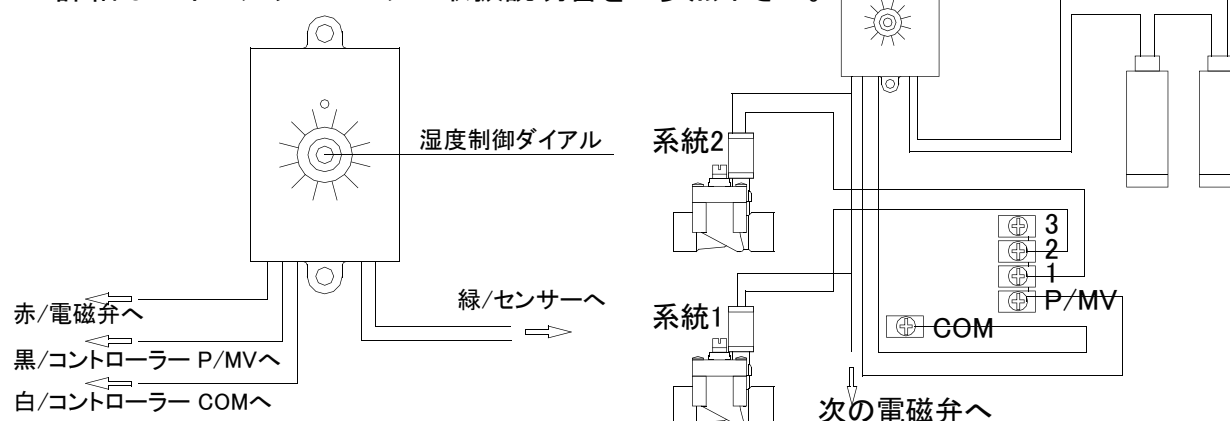 湿度制御ダイアル
赤/電磁弁へ
黒/コントローラー P/MVへ
白/コントローラー COMへ
緑/センサーへ
系統2
系統1
3
2
1
P/MV
COM
次の電磁弁へ